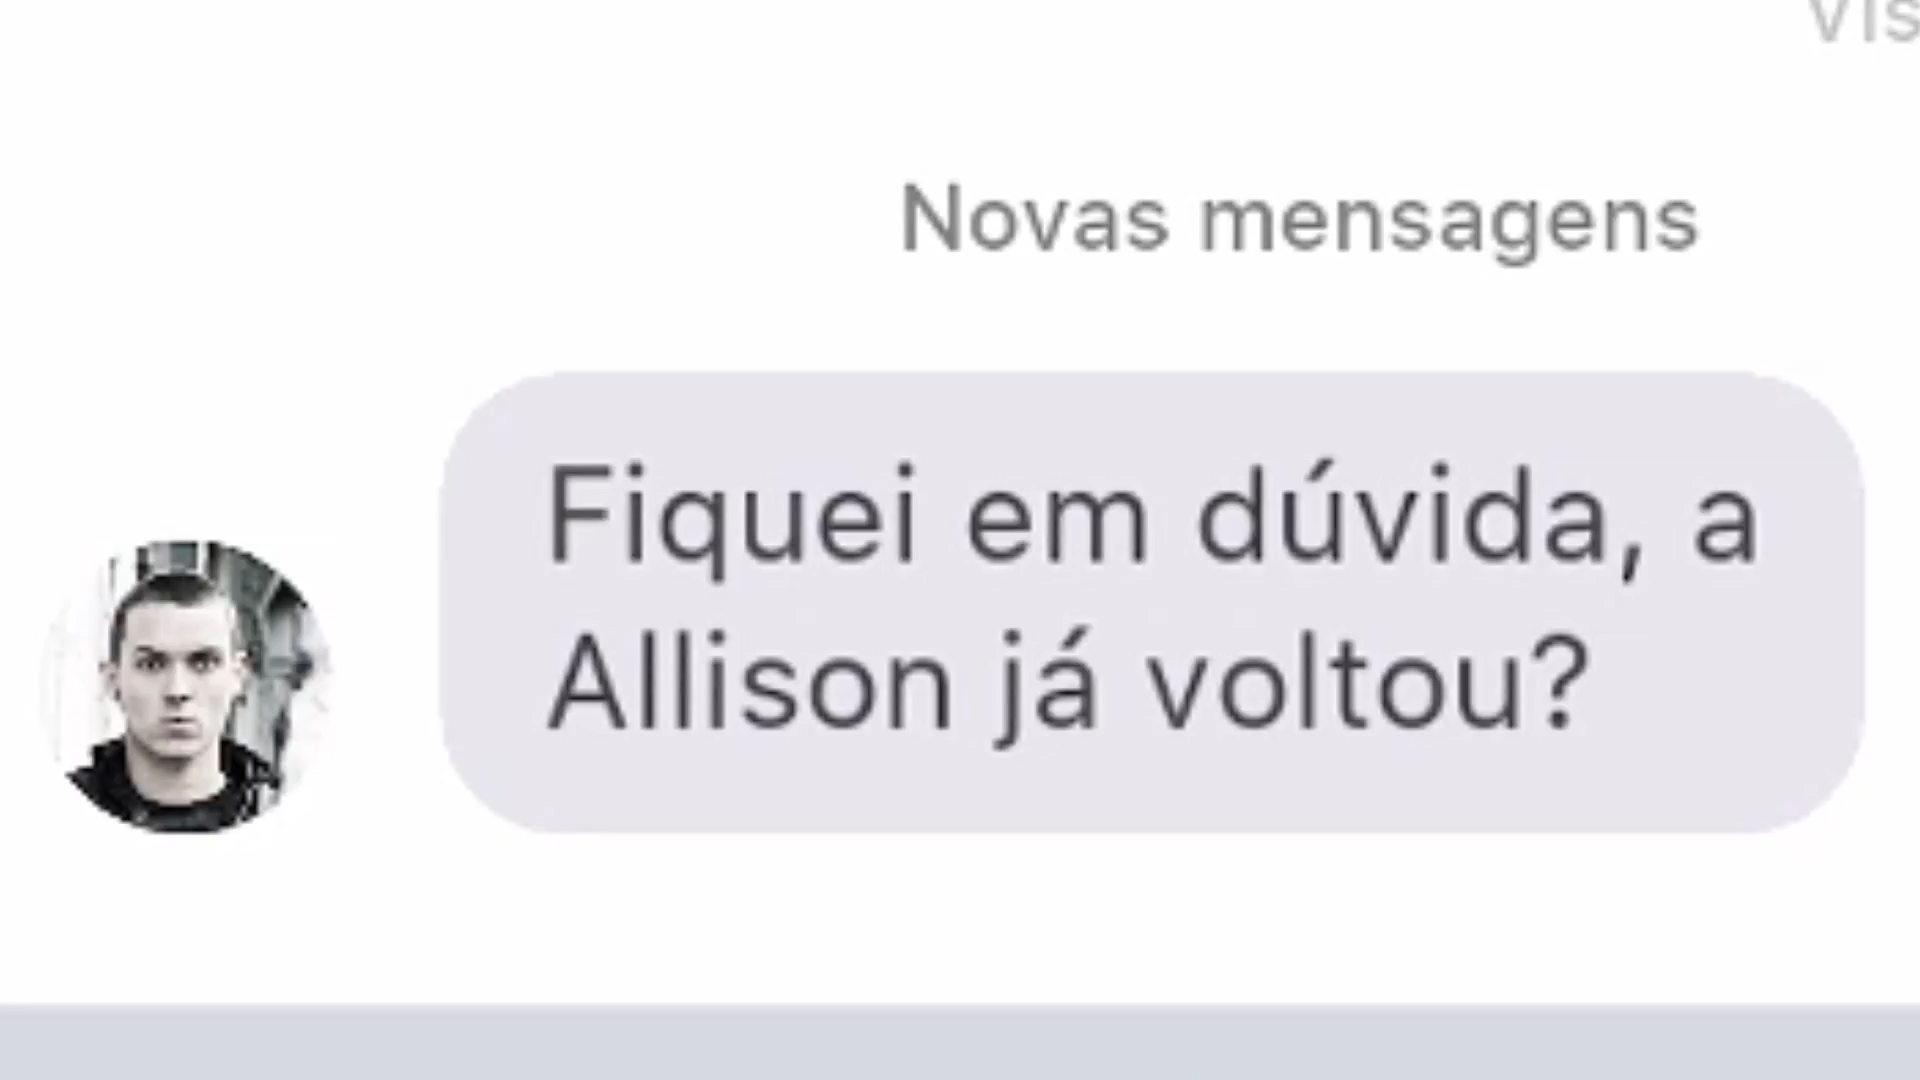 Novas mensagens
Fiquei em dúvida, a
Allison já voltou?